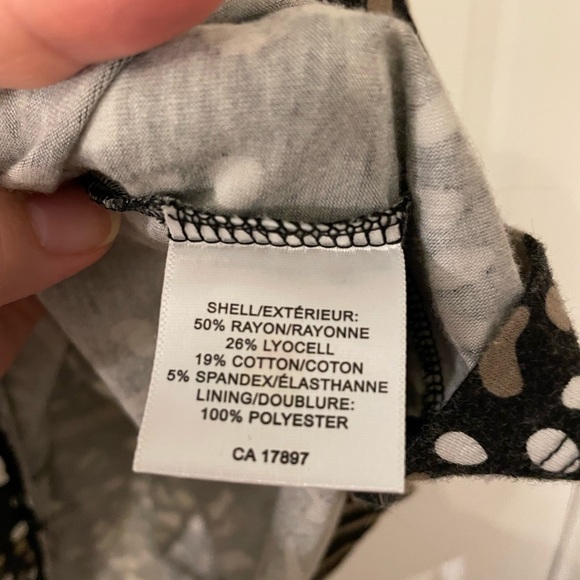 SHELL/EXTÉRIEUR:
50% RAYON/RAYONNE
26% LYOCELL
19% COTTON/COTON
5% SPANDEX/ÉLASTHANNE
LINING/DOUBLURE:
100% POLYESTER
CA 17897